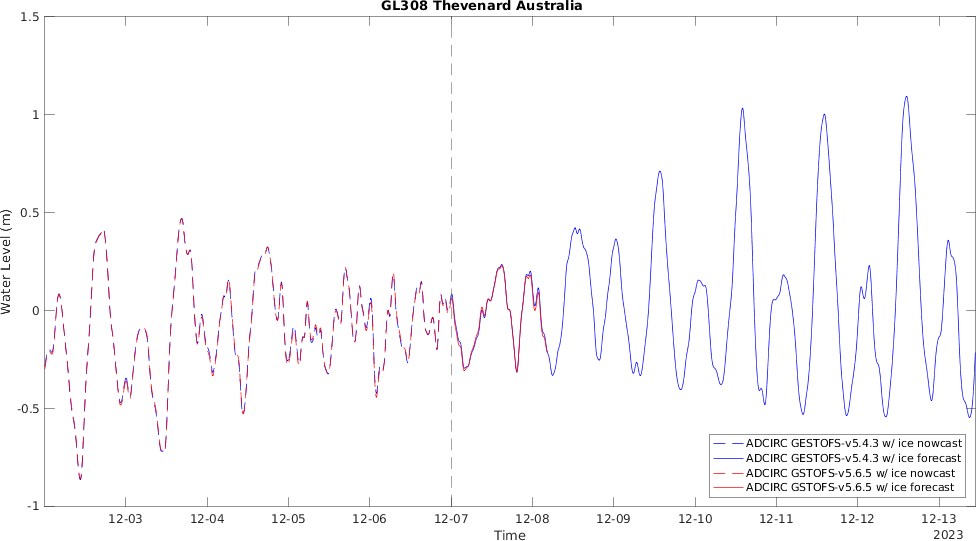 GL308 Thevenard Australia
1.5
1
0.5
0
-0.5
-1
Water Level (m)
ADCIRC GESTOFS-v5.4.3 w/ ice nowcast
ADCIRC GESTOFS-v5.4.3 w/ ice forecast
ADCIRC GSTOFS-v5.6.5 w/ ice nowcast
ADCIRC GSTOFS-v5.6.5 w/ ice forecast
12-03 12-04 12-05 12-06 12-07 12-08 12-09 12-10 12-11 12-12 12-13
Time
2023